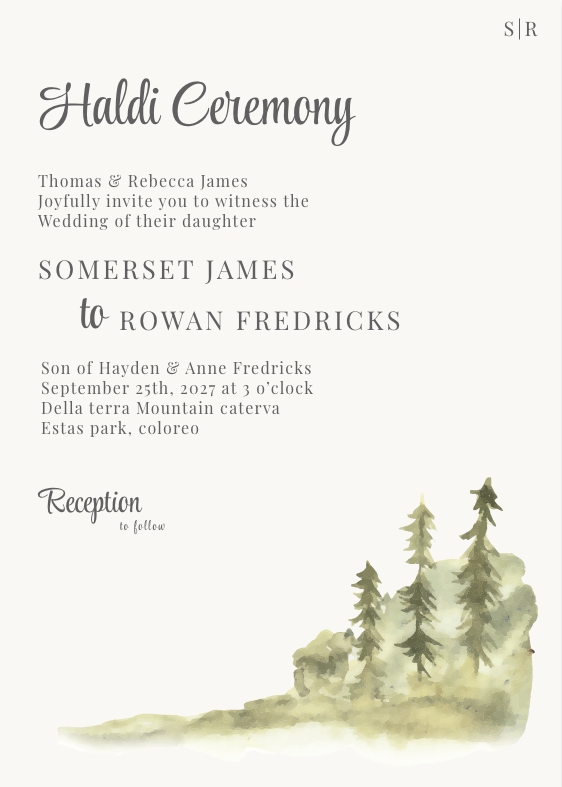 S|R
Haldi Ceremony
Thomas & Rebecca James
Joyfully invite you to witness the
Wedding of their daughter
SOMERSET JAMES
to ROWAN FREDRICKS
Son of Hayden & Anne Fredricks
September 25th, 2027 at 3 o’clock
Della terra Mountain caterva
Estas park, coloreo
Reception
to follow